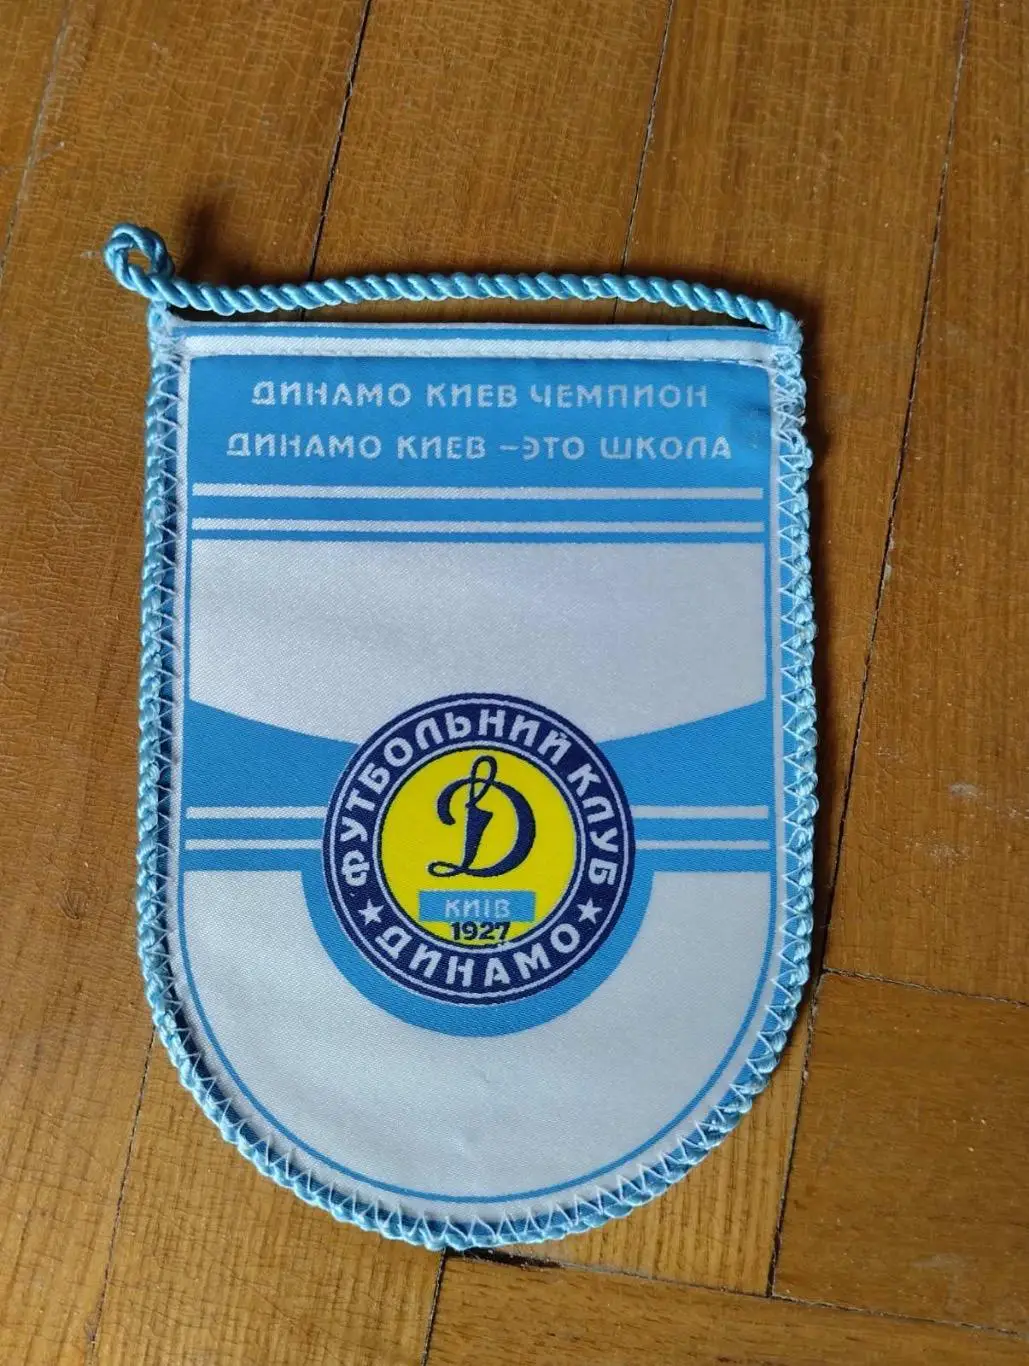 ДИНАМО КИЕВ ЧЕМПИОН
ДИНАМО КИЕВ -ЭТО ШКОЛА
ФУТБОЛЬНИЙ КЛУБ
D
КИЇВ
1927
★ ДИНАМО ★